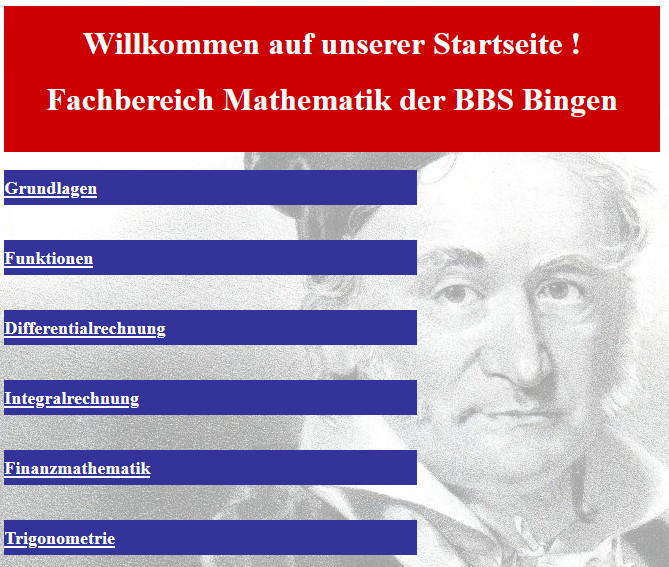 Willkommen auf unserer Startseite !
Fachbereich Mathematik der BBS Bingen
Grundlagen
Funktionen
Differentialrechnung
Integralrechnung
Finanzmathematik
Trigonometrie